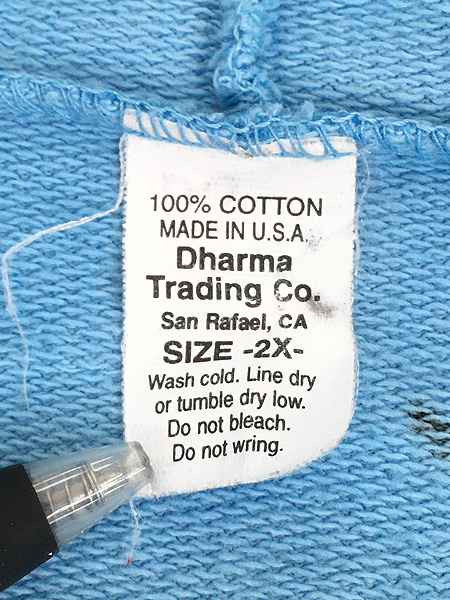 100% COTTON
MADE IN U.S.A.
Dharma
Trading Co.
San Rafael, CA
SIZE -2X-
Wash cold. Line dry
or tumble dry low.
Do not bleach.
Do not wring.